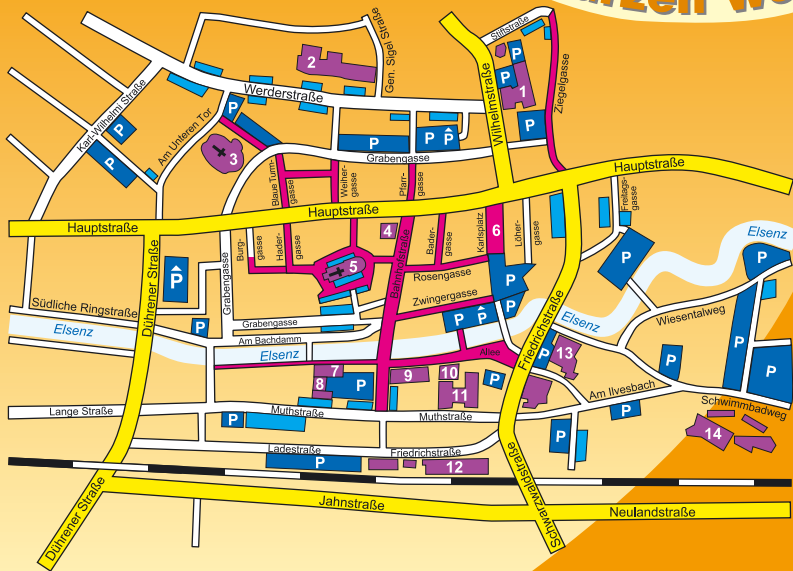 Stiftstraße
Gen. Sigel Straße
Wilhelmstraße
Ziegelgasse
2
1
P
P
P
Werderstraße
Karl-Wilhelmi Straße
P
P
Am Unteren Tor
P
3
P
P P
Grabengasse
Hauptstraße
Blaue Turm-
gasse
Weiher-
gasse
Pfarr-
gasse
Hauptstraße
Hauptstraße
Burg-
gasse
Hader-
gasse
4
Bahnhofstraße
Bader-
gasse
Karlsplatz
6
Löher-
gasse
Freitags-
gasse
Elsenz
P
P
Dührener Straße
P
Grabengasse
5
Rosengasse
P
Zwingergasse
P
P P
Südliche Ringstraße
Elsenz
P
Grabengasse
Am Bachdamm
Elsenz
Friedrichstraße
Elsenz
Wiesentalweg
P
P
P
Allee
P
13
7
8
P
9
10
11
P
Am Ilvesbach
P
Schwimmbadweg
14
Lange Straße
P
Muthstraße
Muthstraße
P
Ladestraße
P
Friedrichstraße
12
Schwarzwaldstraße
Dührener Straße
Jahnstraße
Neulandstraße